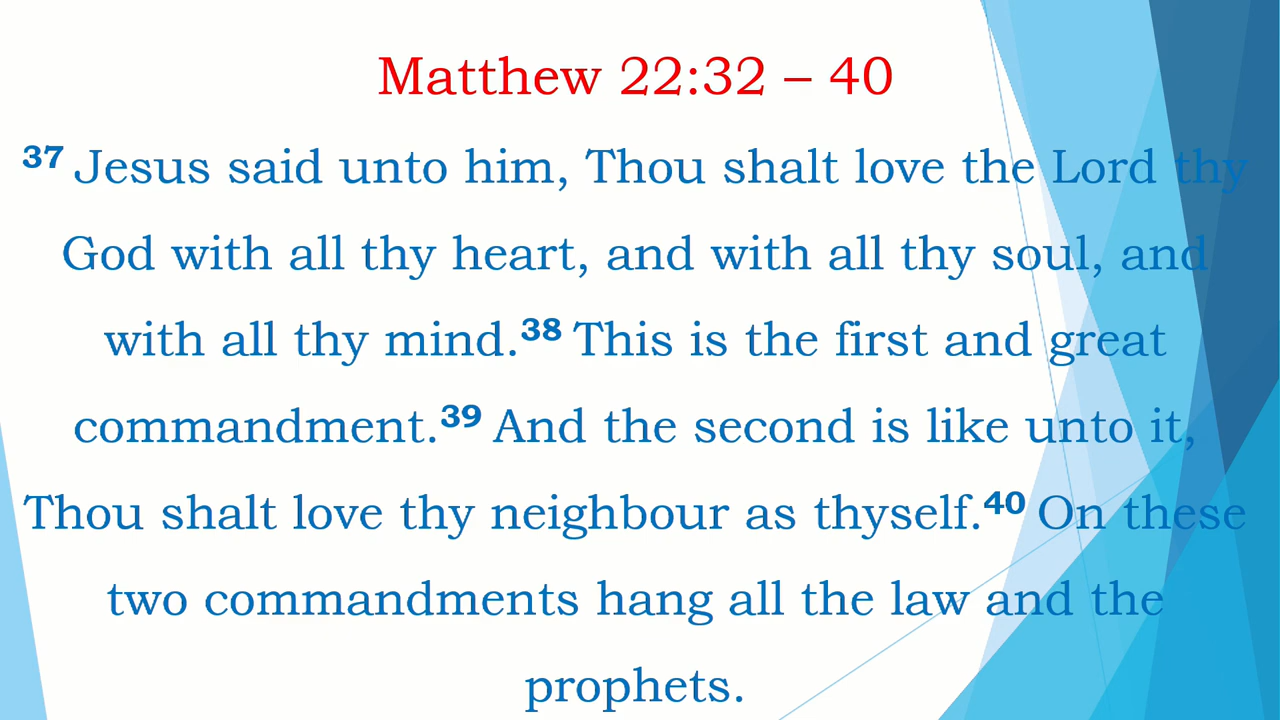 Matthew 22:32 – 40
37 Jesus said unto him, Thou shalt love the Lord thy
God with all thy heart, and with all thy soul, and
with all thy mind.38 This is the first and great
commandment.39 And the second is like unto it,
Thou shalt love thy neighbour as thyself.40 On these
two commandments hang all the law and the
prophets.